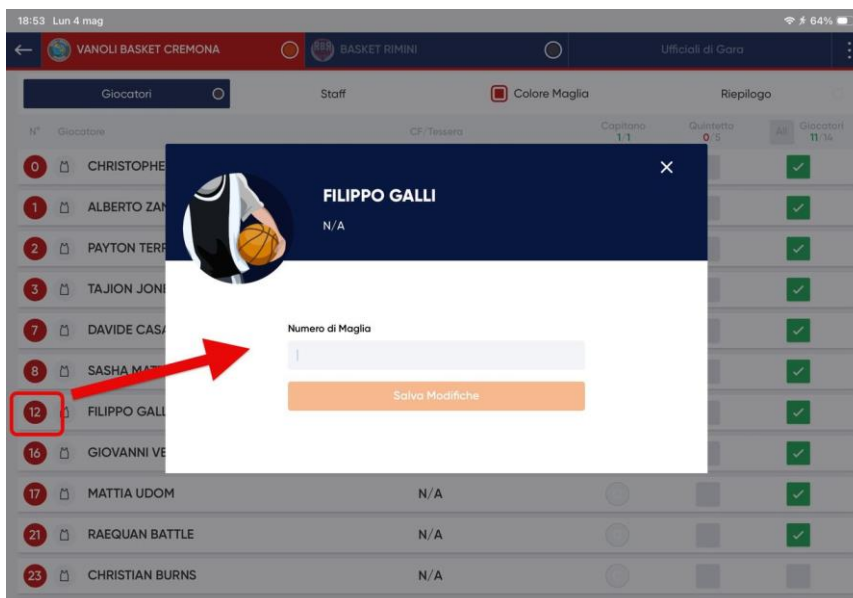 18:53 Lun 4 mag 64%
VANOLI BASKET CREMONA RBR BASKET RIMINI Ufficiali di Gara
Giocatori Staff Colore Maglia Riepilogo
N° Giocatore CF/Tessera Capitano Quintetto All Giocatori
1/1 0/5 11/14
0 CHRISTOPHE
1 ALBERTO ZAN
2 PAYTON TERR
3 TAJION JONE
7 DAVIDE CASA
8 SASHA MAT
12 FILIPPO GALL
16 GIOVANNI VE
17 MATTIA UDOM N/A
21 RAEQUAN BATTLE N/A
23 CHRISTIAN BURNS N/A
FILIPPO GALLI
N/A
Numero di Maglia
Salva Modifiche